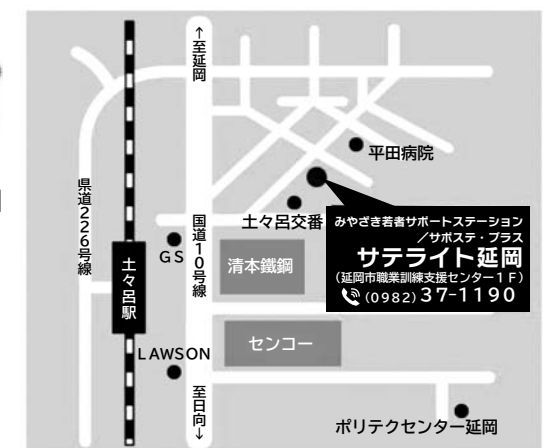 ↑至延岡
平田病院
県道226号線
土々呂交番
みやざき若者サポートステーション
／サポステ・プラス
サテライト延岡
(延岡市職業訓練支援センター1F)
(0982)37-1190
国道10号線
GS
清本鐵鋼
土々呂駅
センコー
LAWSON
至日向↓
ポリテクセンター延岡